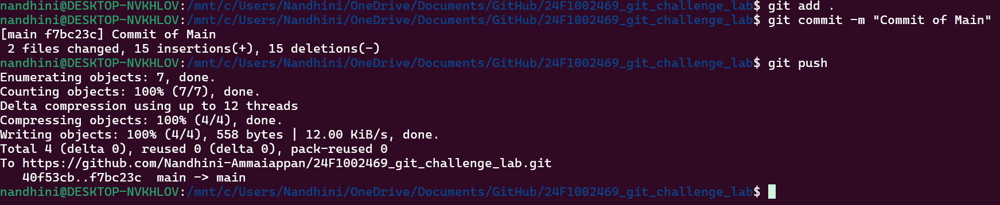 nandhini@DESKTOP-NVKHLOV:/mnt/c/Users/Nandhini/OneDrive/Documents/GitHub/24F1002469_git_challenge_lab$ git add .
nandhini@DESKTOP-NVKHLOV:/mnt/c/Users/Nandhini/OneDrive/Documents/GitHub/24F1002469_git_challenge_lab$ git commit -m "Commit of Main"
[main f7bc23c] Commit of Main
 2 files changed, 15 insertions(+), 15 deletions(-)
nandhini@DESKTOP-NVKHLOV:/mnt/c/Users/Nandhini/OneDrive/Documents/GitHub/24F1002469_git_challenge_lab$ git push
Enumerating objects: 7, done.
Counting objects: 100% (7/7), done.
Delta compression using up to 12 threads
Compressing objects: 100% (4/4), done.
Writing objects: 100% (4/4), 558 bytes | 12.00 KiB/s, done.
Total 4 (delta 0), reused 0 (delta 0), pack-reused 0
To https://github.com/Nandhini-Ammaiappan/24F1002469_git_challenge_lab.git
   40f53cb..f7bc23c  main -> main
nandhini@DESKTOP-NVKHLOV:/mnt/c/Users/Nandhini/OneDrive/Documents/GitHub/24F1002469_git_challenge_lab$